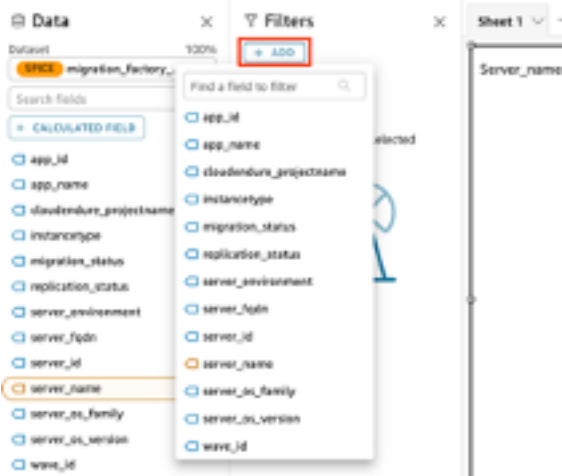 Data
Dataset
100%
SPICE migration_factory_
Search fields
+ CALCULATED FIELD
app_id
app_name
cloudendure_projectname
instancetype
migration_status
replication_status
server_environment
server_fqdn
server_id
server_name
server_os_family
server_os_version
wave_id
Filters
+ ADD
Find a field to filter
app_id
app_name
cloudendure_projectname
instancetype
migration_status
replication_status
server_environment
server_fqdn
server_id
server_name
server_os_family
server_os_version
wave_id
Sheet 1
Server_name